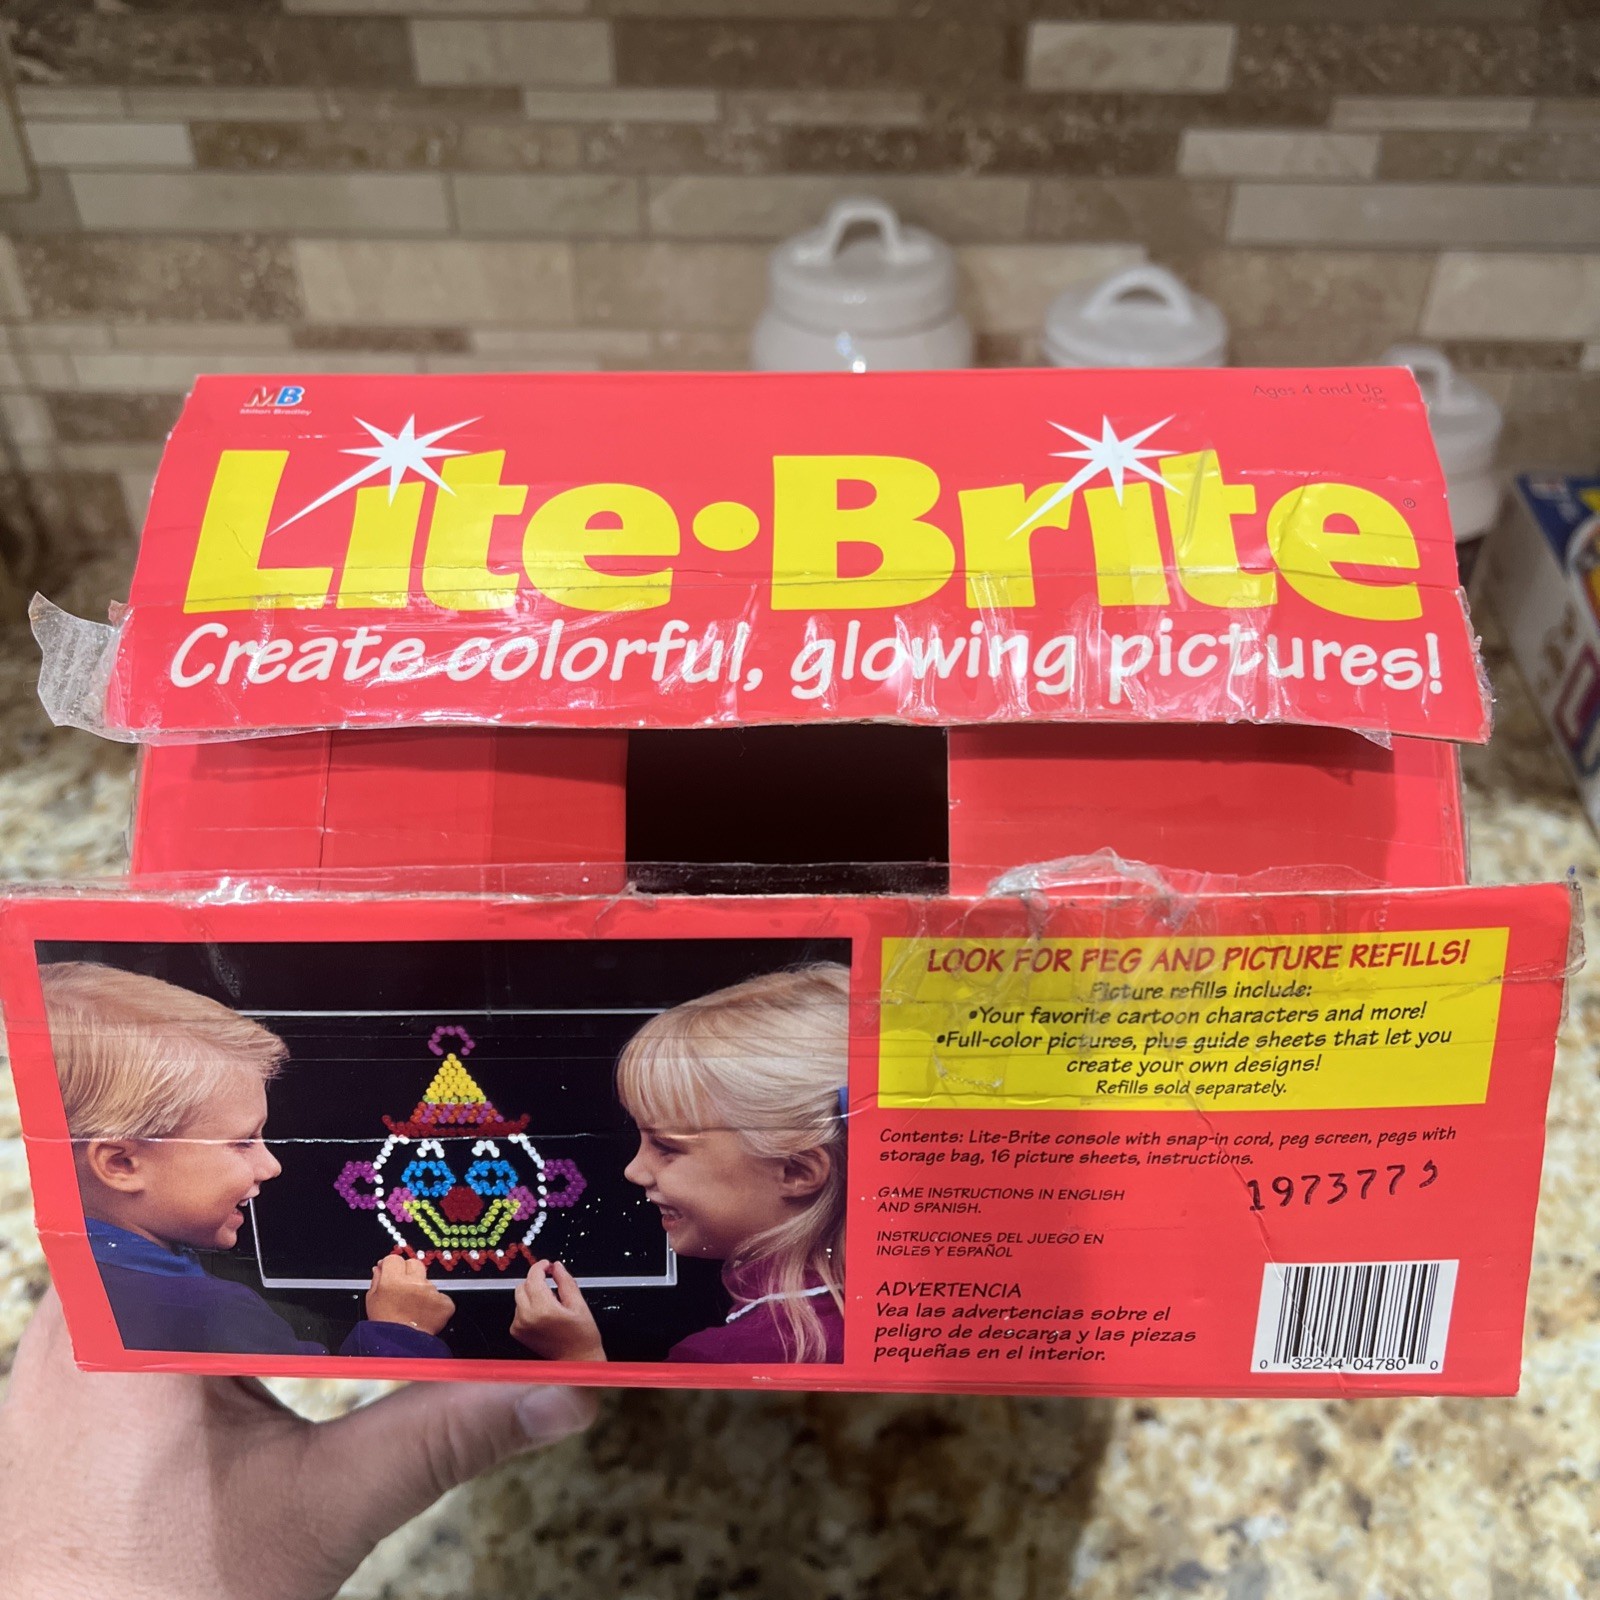 MB
Milton Bradley
Ages 4 and Up
Lite•Brite®
Create colorful, glowing pictures!
LOOK FOR PEG AND PICTURE REFILLS!
Picture refills include:
•Your favorite cartoon characters and more!
•Full-color pictures, plus guide sheets that let you
create your own designs!
Refills sold separately.
Contents: Lite-Brite console with snap-in cord, peg screen, pegs with
storage bag, 16 picture sheets, instructions.
GAME INSTRUCTIONS IN ENGLISH
AND SPANISH.
INSTRUCCIONES DEL JUEGO EN
INGLES Y ESPAÑOL
ADVERTENCIA
Vea las advertencias sobre el
peligro de descarga y las piezas
pequeñas en el interior.
0 32244 04780 0